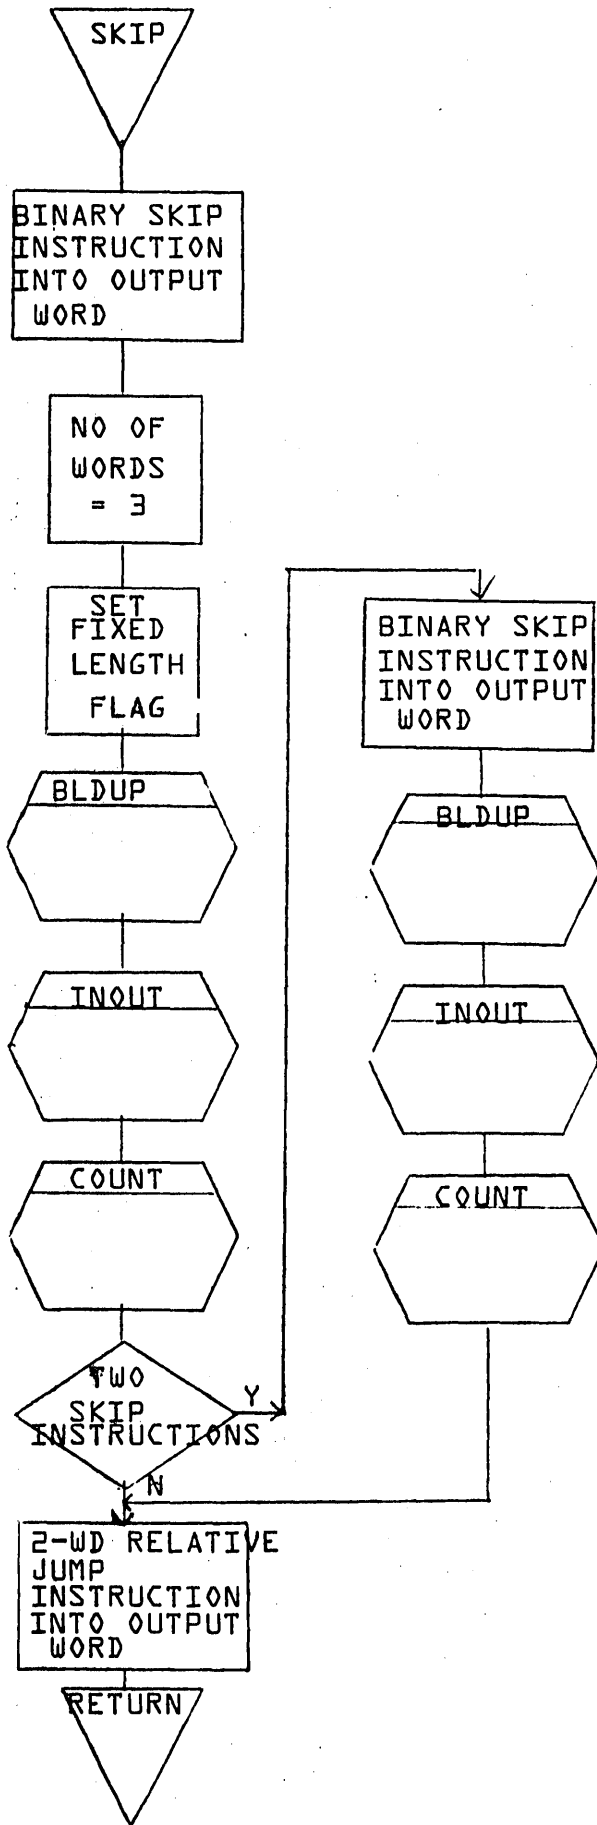 SKIP
BINARY SKIP
INSTRUCTION
INTO OUTPUT
WORD
NO OF
WORDS
= 3
SET
FIXED
LENGTH
FLAG
BLDUP
INOUT
COUNT
TWO
SKIP
INSTRUCTIONS
Y
N
BINARY SKIP
INSTRUCTION
INTO OUTPUT
WORD
BLDUP
INOUT
COUNT
2-WD RELATIVE
JUMP
INSTRUCTION
INTO OUTPUT
WORD
RETURN